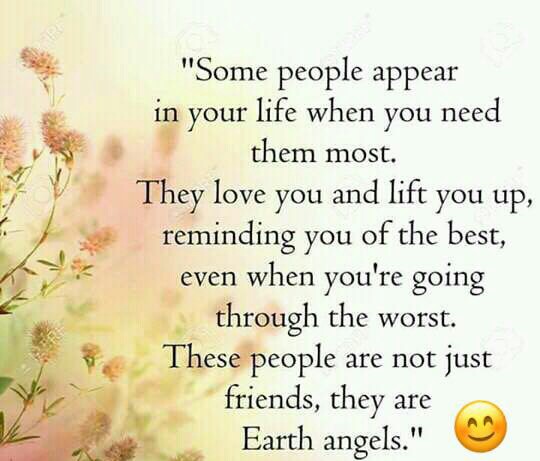 "Some people appear
in your life when you need
them most.
They love you and lift you up,
reminding you of the best,
even when you're going
through the worst.
These people are not just
friends, they are
Earth angels."